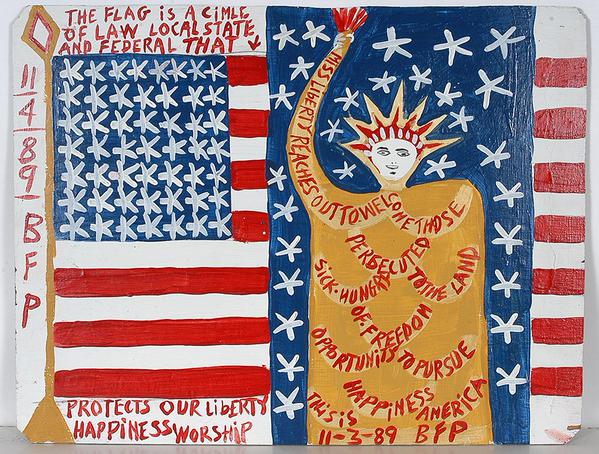 THE FLAG IS A CIMLE
OF LAW LOCAL STATE
AND FEDERAL THAT
11
4
89
B
F
P
PROTECTS OUR LIBERTY
HAPPINESS WORSHIP
MISS LIBERTY REACHES OUT TO WELCOME THOSE
PERSECUTED
SICK-HUNGRE TO THE LAND
OF-FREEDOM
OPPORTUNITS TO PURSUE
HAPPINESS
THIS IS AMERICA
11-3-89 BFP